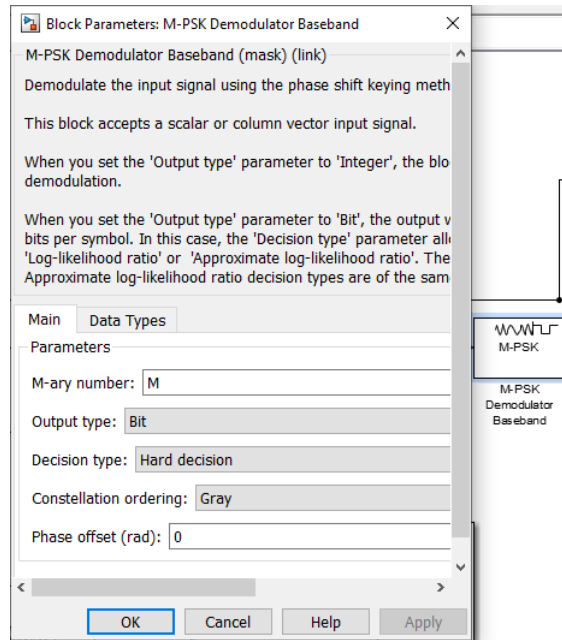 Block Parameters: M-PSK Demodulator Baseband
M-PSK Demodulator Baseband (mask) (link)
Demodulate the input signal using the phase shift keying meth
This block accepts a scalar or column vector input signal.
When you set the 'Output type' parameter to 'Integer', the blo
demodulation.
When you set the 'Output type' parameter to 'Bit', the output w
bits per symbol. In this case, the 'Decision type' parameter all
'Log-likelihood ratio' or 'Approximate log-likelihood ratio'. The
Approximate log-likelihood ratio decision types are of the sam
Main Data Types
Parameters
M-ary number: M
Output type: Bit
Decision type: Hard decision
Constellation ordering: Gray
Phase offset (rad): 0
OK Cancel Help Apply
M-PSK
M-PSK
Demodulator
Baseband